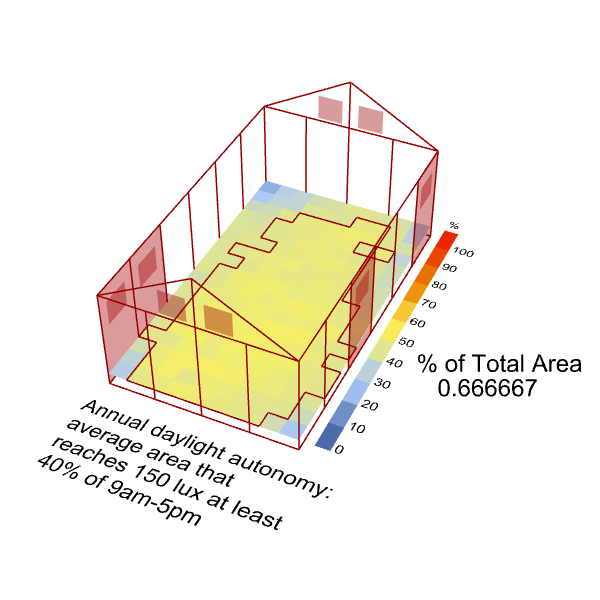 %
100
90
80
70
60
50
40
30
20
10
0
% of Total Area
0.666667
Annual daylight autonomy:
average area that
reaches 150 lux at least
40% of 9am-5pm